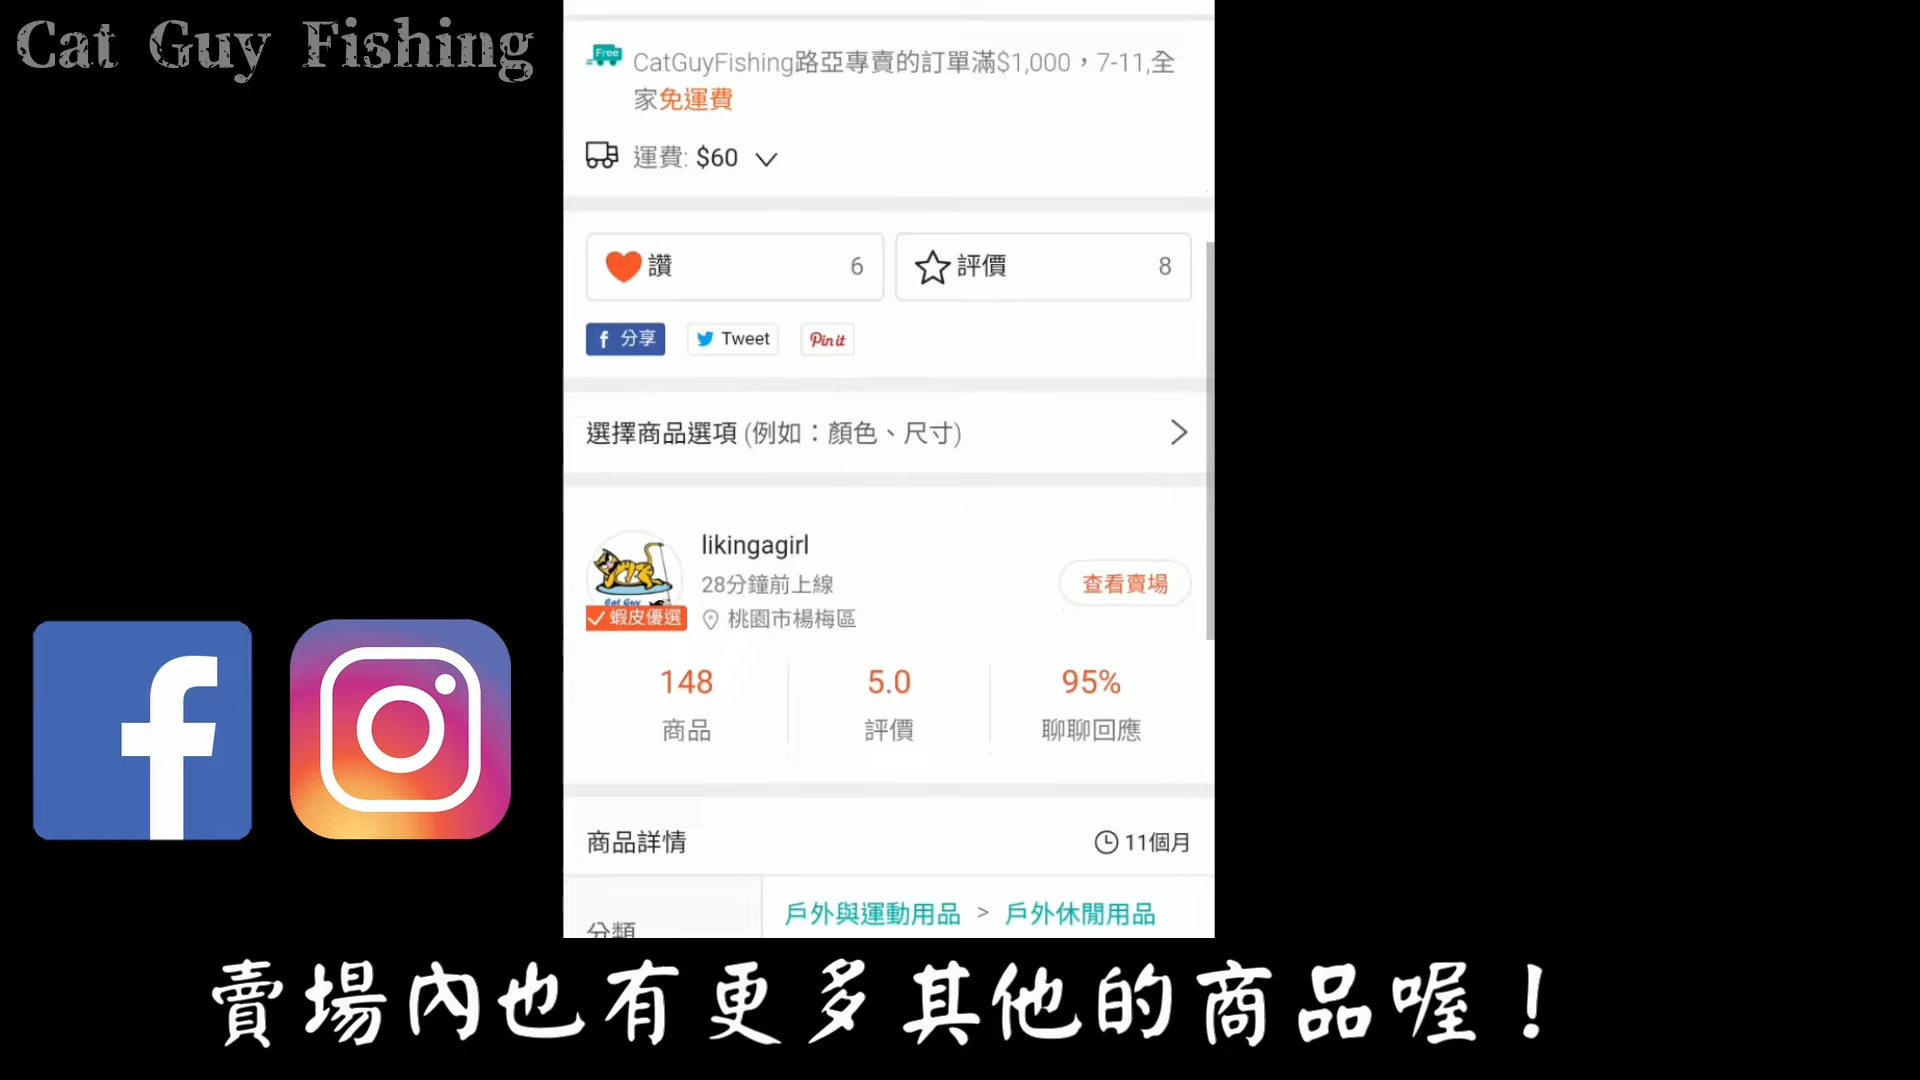 Cat Guy Fishing
Free
CatGuyFishing路亞專賣的訂單滿$1,000，7-11,全
家免運費
運費: $60
讚 6
評價 8
f 分享
Tweet
Pin it
選擇商品選項 (例如：顏色、尺寸)
likingagirl
28分鐘前上線
查看賣場
Cat Guy
蝦皮優選
桃園市楊梅區
148 5.0 95%
商品 評價 聊聊回應
商品詳情 11個月
分類
戶外與運動用品 > 戶外休閒用品
賣場內也有更多其他的商品喔！